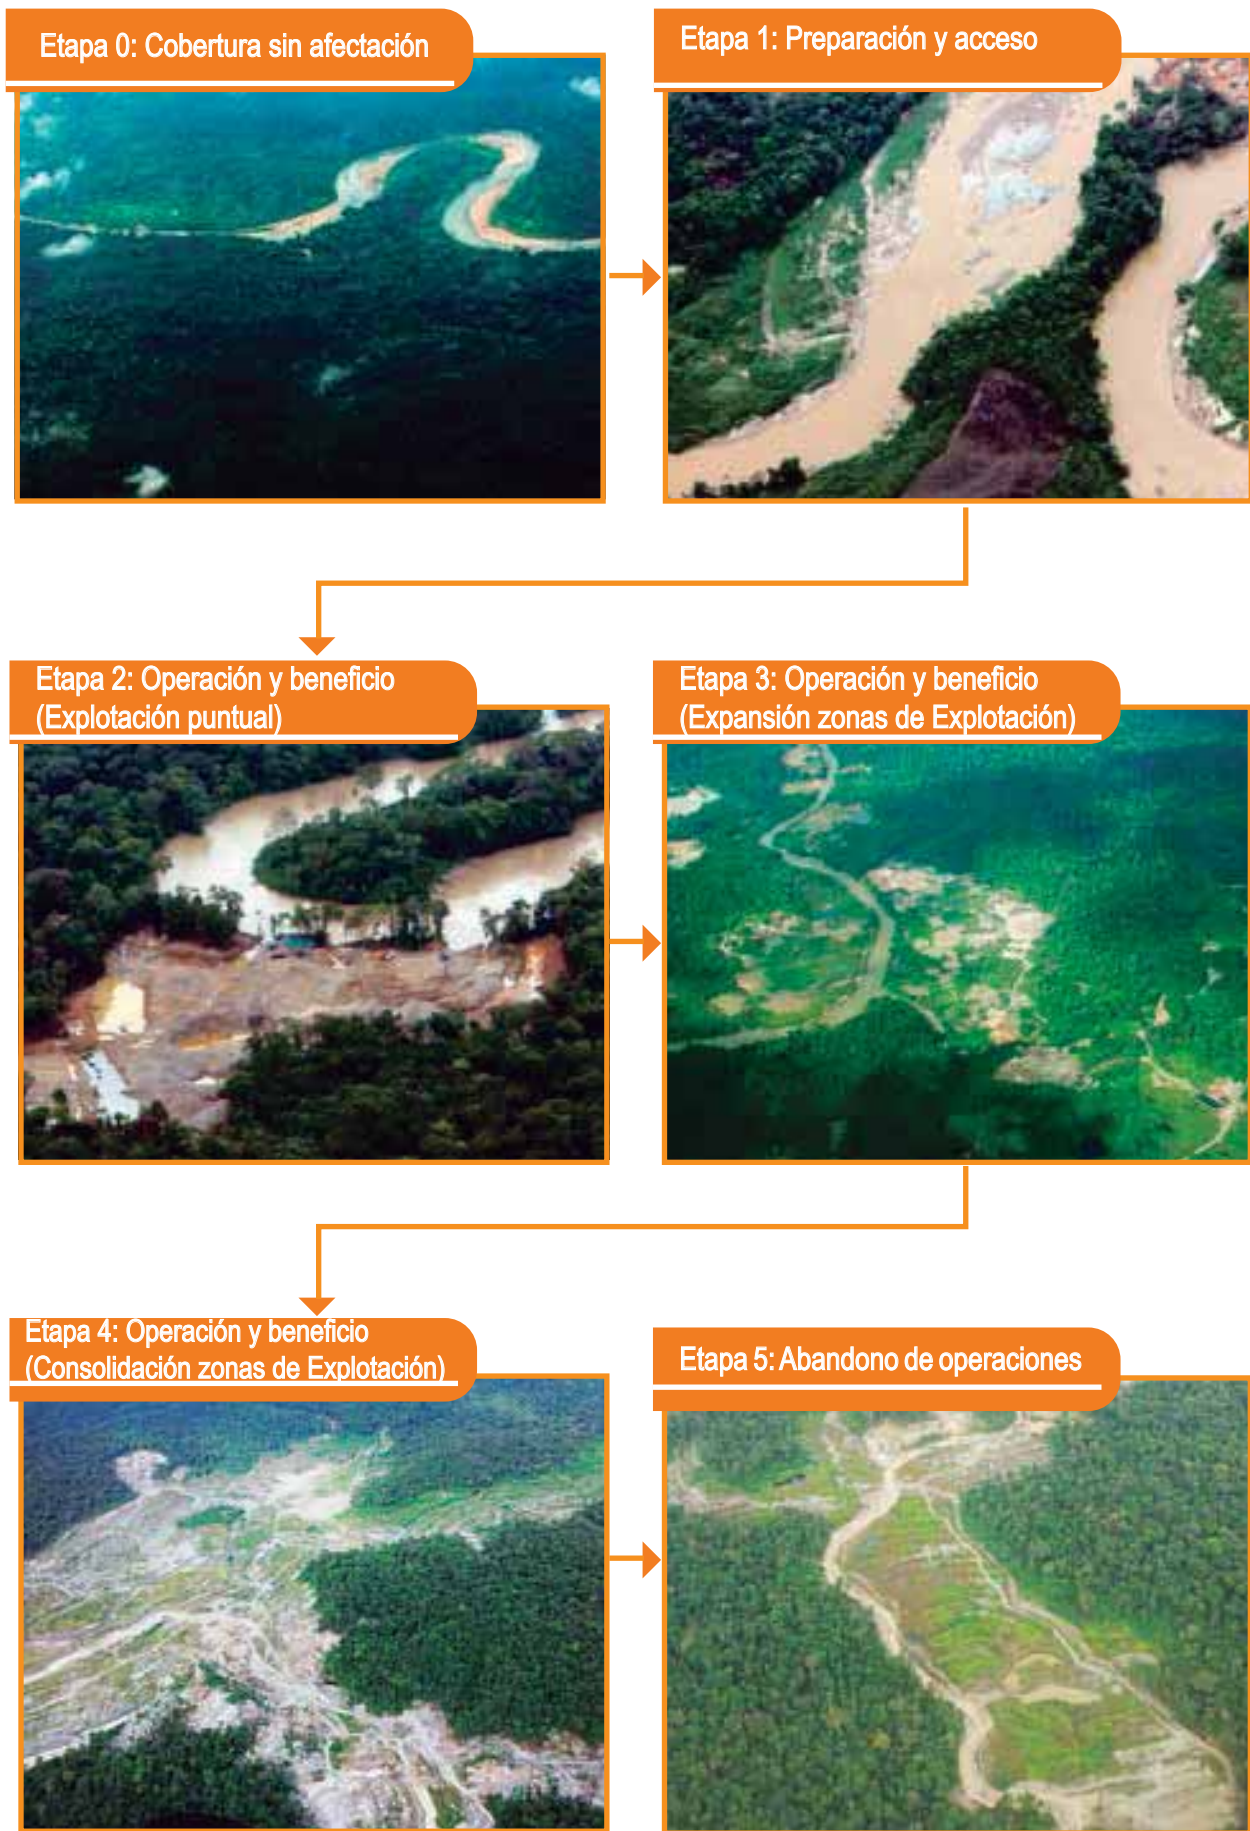 Etapa 0: Cobertura sin afectación
Etapa 1: Preparación y acceso
Etapa 2: Operación y beneficio
(Explotación puntual)
Etapa 3: Operación y beneficio
(Expansión zonas de Explotación)
Etapa 4: Operación y beneficio
(Consolidación zonas de Explotación)
Etapa 5: Abandono de operaciones